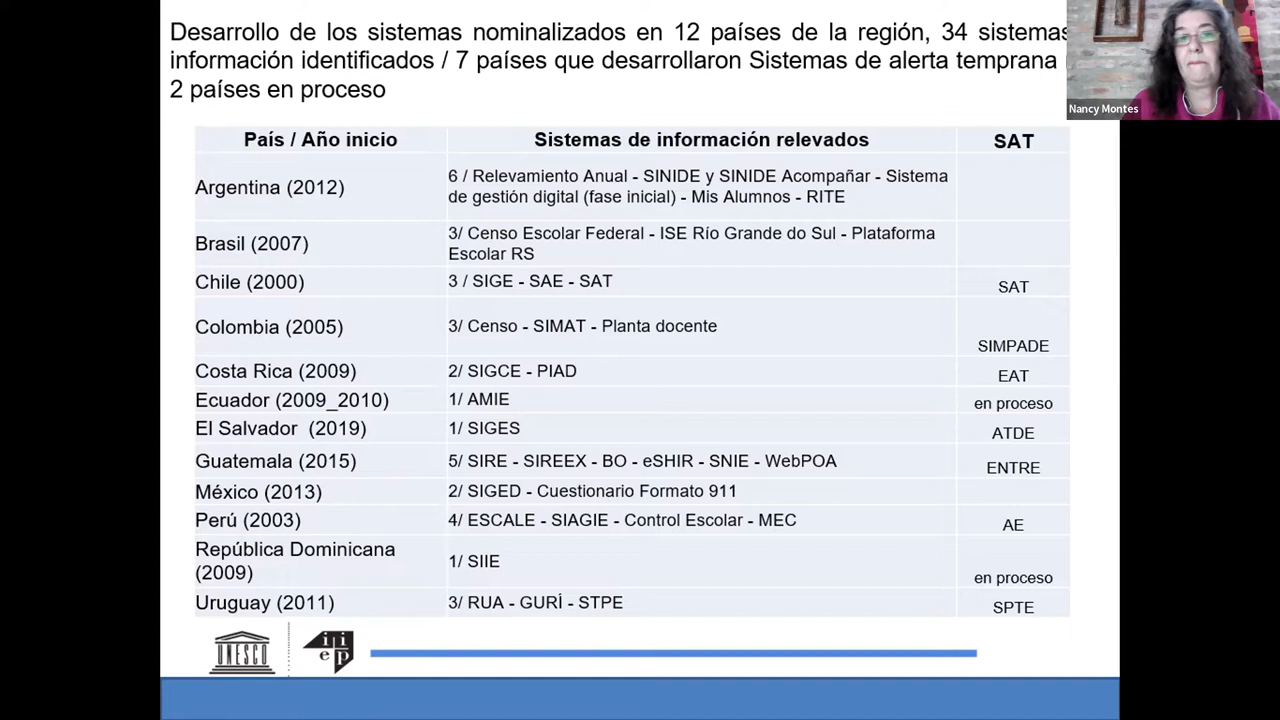 Desarrollo de los sistemas nominalizados en 12 países de la región, 34 sistemas
información identificados / 7 países que desarrollaron Sistemas de alerta temprana
2 países en proceso
Nancy Montes
País / Año inicio Sistemas de información relevados SAT
Argentina (2012) 6 / Relevamiento Anual - SINIDE y SINIDE Acompañar - Sistema
de gestión digital (fase inicial) - Mis Alumnos - RITE
Brasil (2007) 3/ Censo Escolar Federal - ISE Río Grande do Sul - Plataforma
Escolar RS
Chile (2000) 3 / SIGE - SAE - SAT SAT
Colombia (2005) 3/ Censo - SIMAT - Planta docente SIMPADE
Costa Rica (2009) 2/ SIGCE - PIAD EAT
Ecuador (2009_2010) 1/ AMIE en proceso
El Salvador (2019) 1/ SIGES ATDE
Guatemala (2015) 5/ SIRE - SIREEX - BO - eSHIR - SNIE - WebPOA ENTRE
México (2013) 2/ SIGED - Cuestionario Formato 911
Perú (2003) 4/ ESCALE - SIAGIE - Control Escolar - MEC AE
República Dominicana
(2009) 1/ SIIE en proceso
Uruguay (2011) 3/ RUA - GURÍ - STPE SPTE
UNESCO
iiep